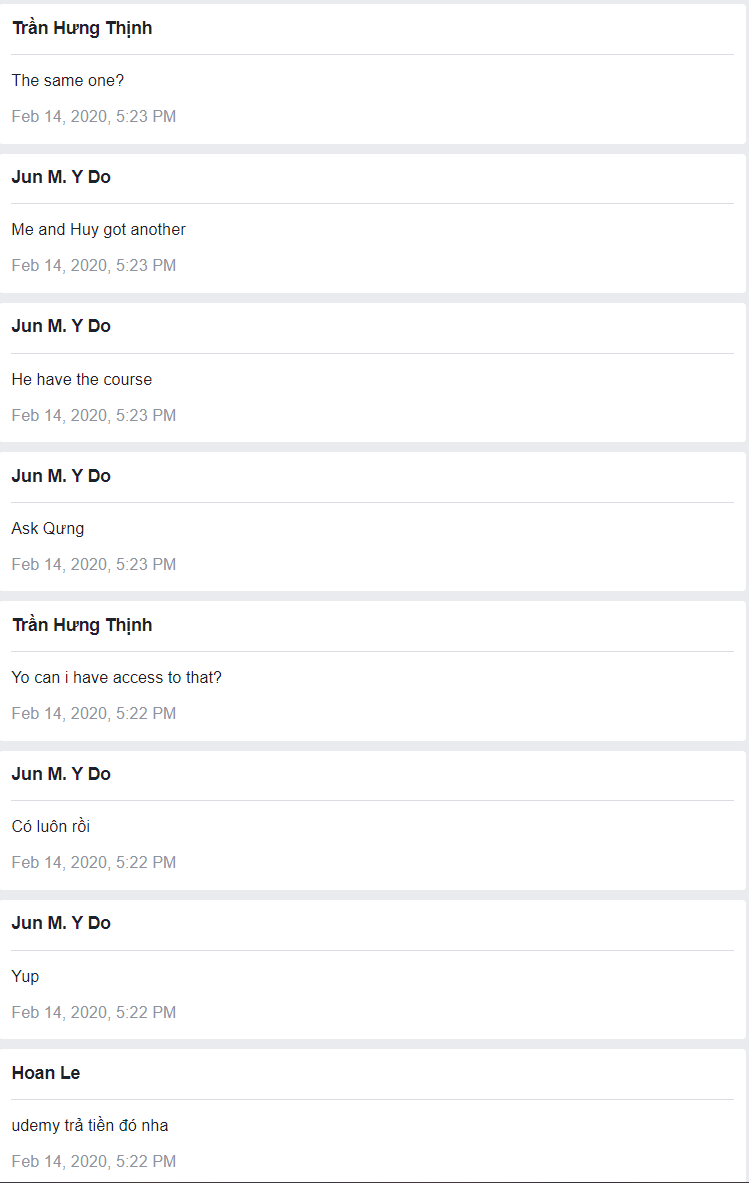 Trần Hưng Thịnh
The same one?
Feb 14, 2020, 5:23 PM
Jun M. Y Do
Me and Huy got another
Feb 14, 2020, 5:23 PM
Jun M. Y Do
He have the course
Feb 14, 2020, 5:23 PM
Jun M. Y Do
Ask Qưng
Feb 14, 2020, 5:23 PM
Trần Hưng Thịnh
Yo can i have access to that?
Feb 14, 2020, 5:22 PM
Jun M. Y Do
Có luôn rồi
Feb 14, 2020, 5:22 PM
Jun M. Y Do
Yup
Feb 14, 2020, 5:22 PM
Hoan Le
udemy trả tiền đó nha
Feb 14, 2020, 5:22 PM